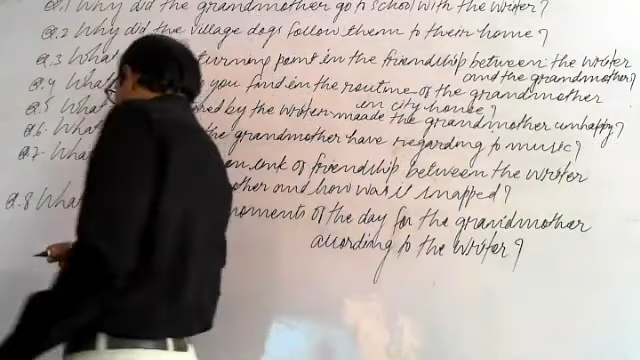 Q.1 Why did the grandmother go to school with the writer?
Q.2 Why did the village dogs follow them to their home?
Q.3 What turning point in the friendship between the writer
and the grandmother?
Q.4 What you find in the routine of the grandmother
in city house?
Q.5 What by the writer maade the grandmother unhappy?
Q.6. What the grandmother have regarding to music?
Q.7. What link of friendship between the writer
and how was it snapped?
Q.8 What moments of the day for the grandmother
according to the writer?